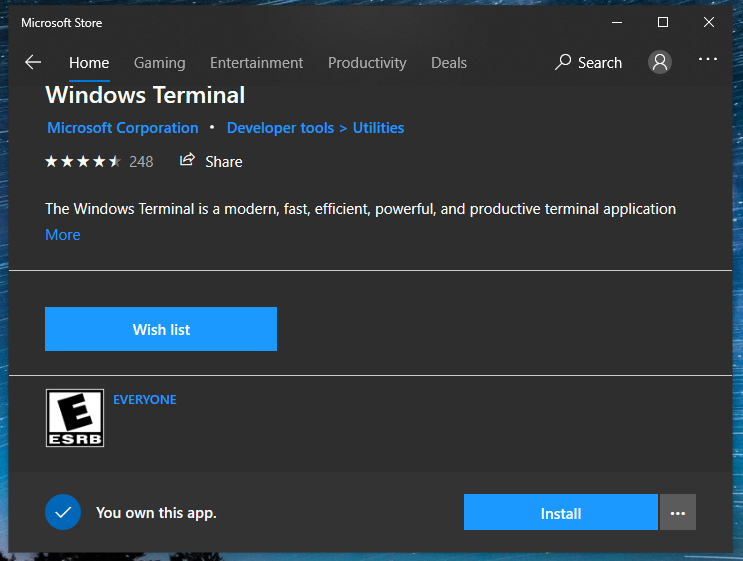 Microsoft Store
Home Gaming Entertainment Productivity Deals Search
Windows Terminal
Microsoft Corporation • Developer tools > Utilities
248 Share
The Windows Terminal is a modern, fast, efficient, powerful, and productive terminal application
More
Wish list
E
ESRB
EVERYONE
You own this app.
Install